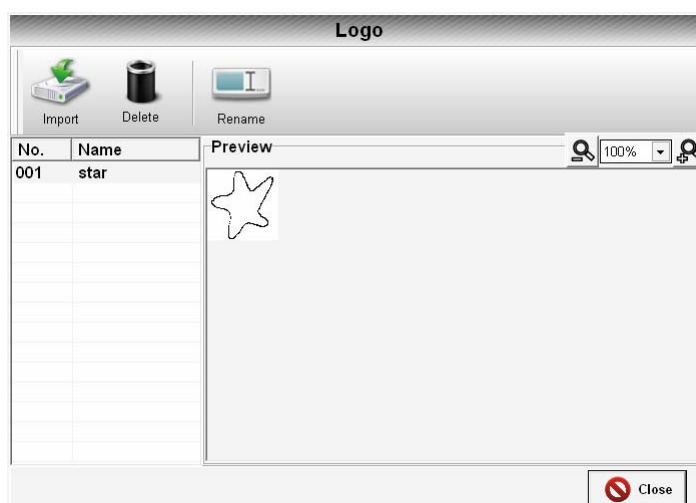 Logo
Import Delete Rename
No. Name
Preview
100%
001 star
Close